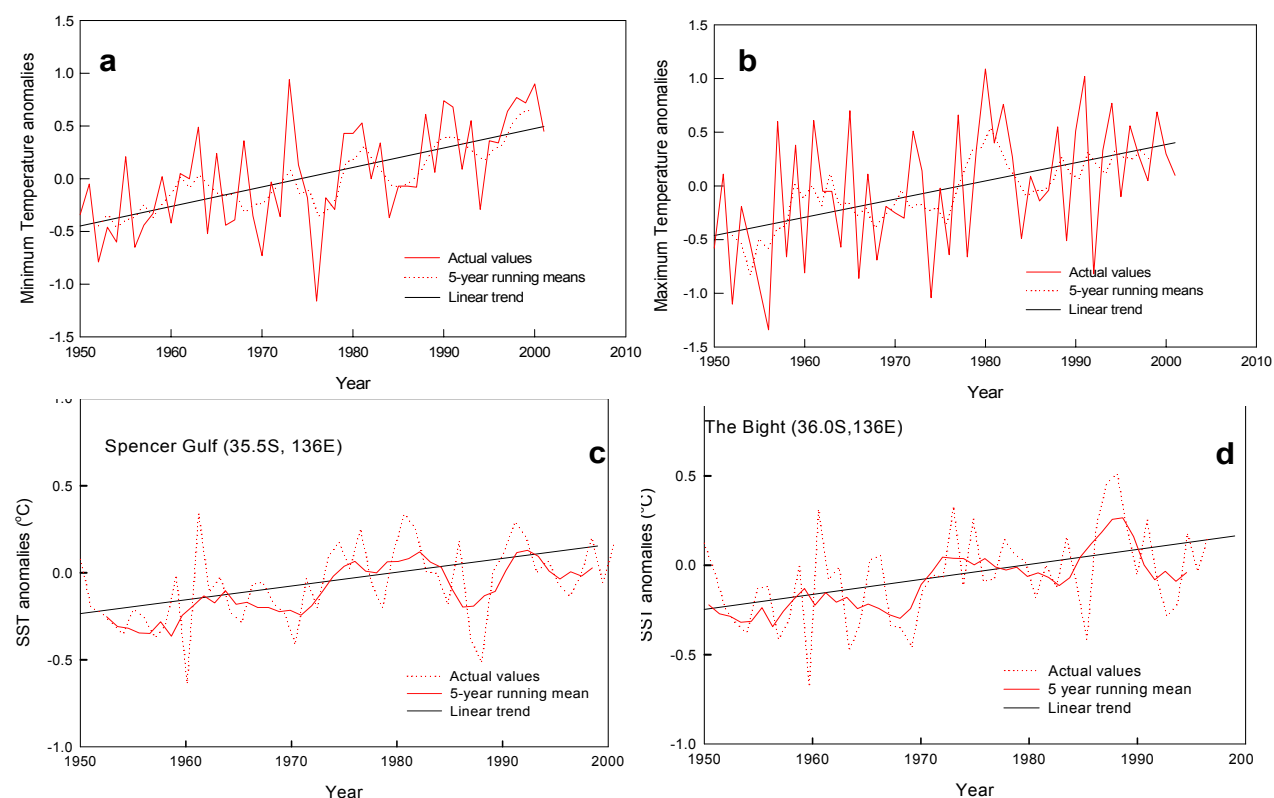 1.5
1.0
0.5
0.0
-0.5
-1.0
-1.5
Minimum Temperature anomalies
a
Actual values
5-year running means
Linear trend
1950
1960
1970
1980
1990
2000
2010
Year
1.5
1.0
0.5
0.0
-0.5
-1.0
-1.5
Maximum Temperature anomalies
b
Actual values
5-year running means
Linear trend
1950
1960
1970
1980
1990
2000
2010
Year
1.0
0.5
0.0
-0.5
-1.0
SST anomalies (°C)
Spencer Gulf (35.5S, 136E)
c
Actual values
5-year running mean
Linear trend
1950
1960
1970
1980
1990
2000
Year
0.5
0.0
-0.5
-1.0
SST anomalies (°C)
The Bight (36.0S,136E)
d
Actual values
5 year running mean
Linear trend
1950
1960
1970
1980
1990
200
Year